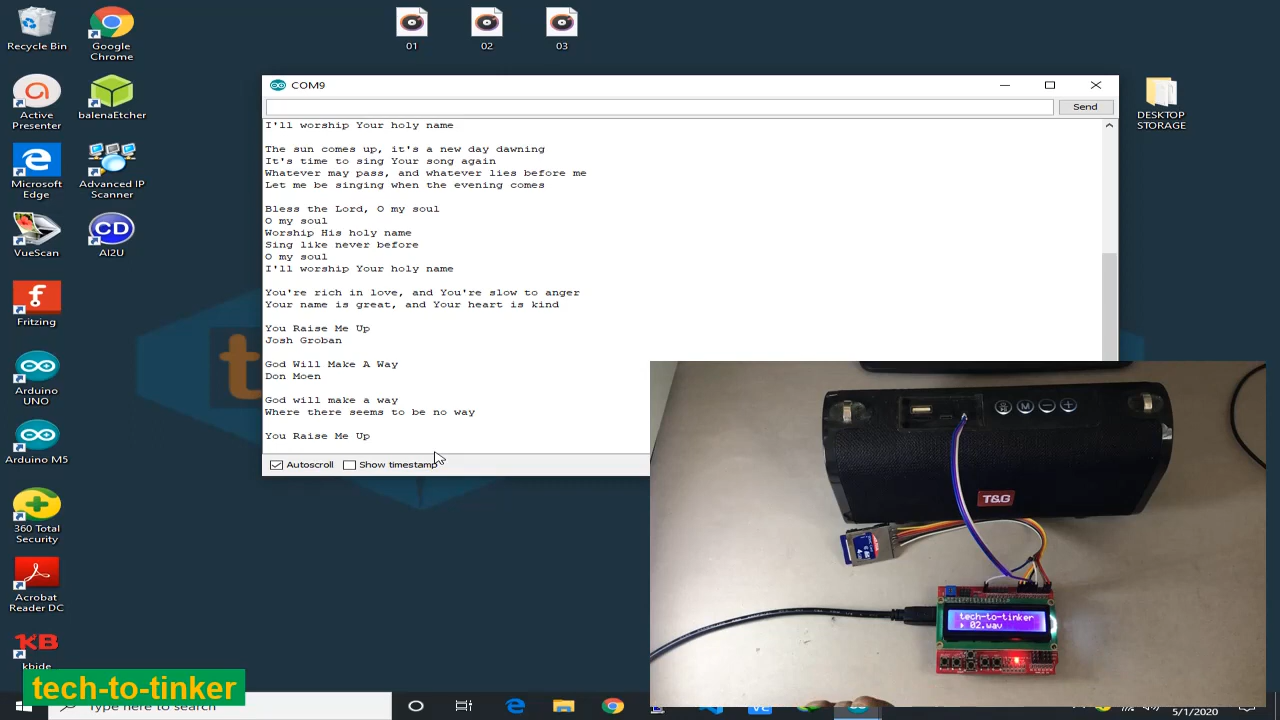 01
02
03
Recycle Bin
Google Chrome
Active Presenter
balenaEtcher
Microsoft Edge
Advanced IP Scanner
VueScan
CD
AI2U
Fritzing
Arduino UNO
Arduino M5
360 Total Security
Acrobat Reader DC
KB
kbide
DESKTOP STORAGE
COM9
Send
I'll worship Your holy name
The sun comes up, it's a new day dawning
It's time to sing Your song again
Whatever may pass, and whatever lies before me
Let me be singing when the evening comes
Bless the Lord, O my soul
O my soul
Worship His holy name
Sing like never before
O my soul
I'll worship Your holy name
You're rich in love, and You're slow to anger
Your name is great, and Your heart is kind
You Raise Me Up
Josh Groban
God Will Make A Way
Don Moen
God will make a way
Where there seems to be no way
You Raise Me Up
Autoscroll
Show timestamp
M
T&G
tech-to-tinker
02.wav
tech-to-tinker
Type here to search
5/1/2020